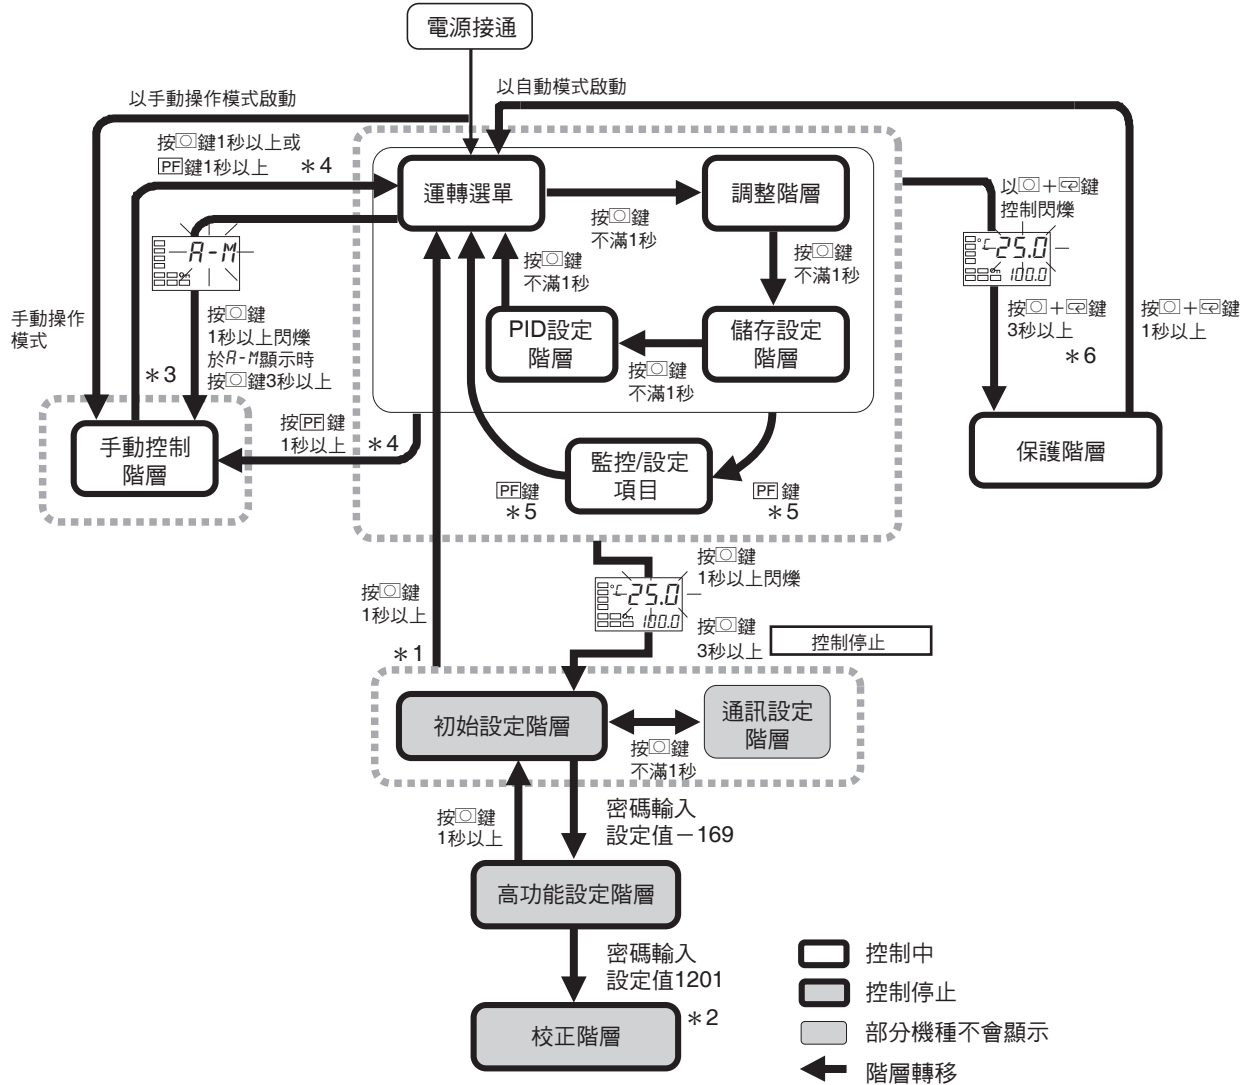 電源接通
以手動操作模式啟動
以自動模式啟動
按鍵1秒以上或
PF鍵1秒以上 ＊4
運轉選單
按鍵
不滿1秒
調整階層
以＋鍵
控制閃爍
A-M
°C 25.0
100.0
按鍵
不滿1秒
按鍵
不滿1秒
手動操作
模式
按鍵
1秒以上閃爍
於A-M顯示時
按鍵3秒以上
＊3
PID設定
階層
按鍵
不滿1秒
儲存設定
階層
按＋鍵
3秒以上
＊6
按＋鍵
1秒以上
手動控制
階層
按PF鍵
1秒以上 ＊4
監控/設定
項目
保護階層
PF鍵
＊5
PF鍵
＊5
按鍵
1秒以上
＊1
按鍵
1秒以上閃爍
°C 25.0
100.0
按鍵
3秒以上
控制停止
初始設定階層
按鍵
不滿1秒
通訊設定
階層
按鍵
1秒以上
密碼輸入
設定值－169
高功能設定階層
密碼輸入
設定值1201
校正階層
＊2
控制中
控制停止
部分機種不會顯示
階層轉移